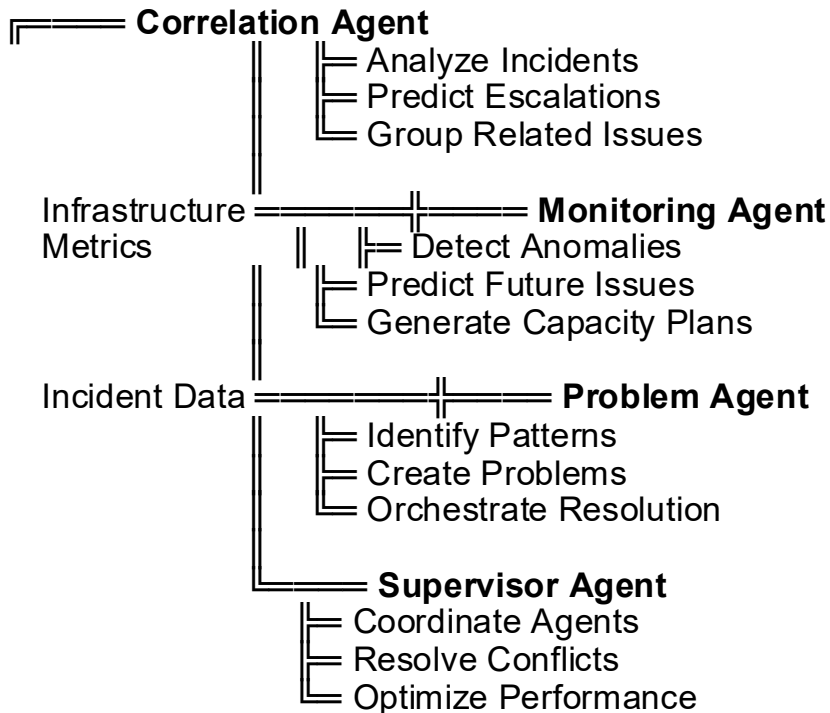 Correlation Agent
Analyze Incidents
Predict Escalations
Group Related Issues
Infrastructure Monitoring Agent
Metrics Detect Anomalies
Predict Future Issues
Generate Capacity Plans
Incident Data Problem Agent
Identify Patterns
Create Problems
Orchestrate Resolution
Supervisor Agent
Coordinate Agents
Resolve Conflicts
Optimize Performance